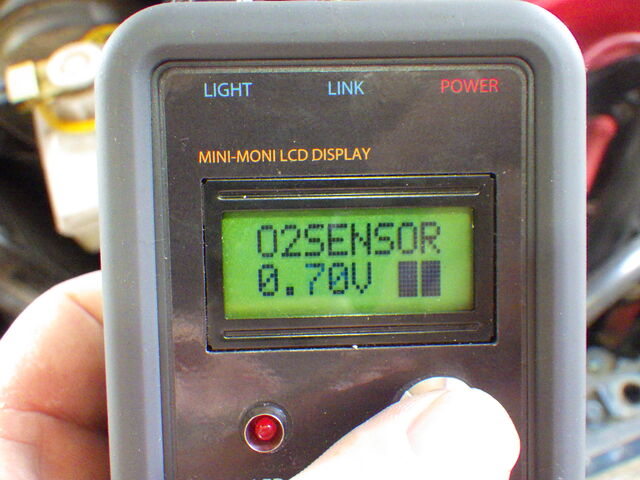 LIGHT LINK POWER
MINI-MONI LCD DISPLAY
O2SENSOR
0.70V